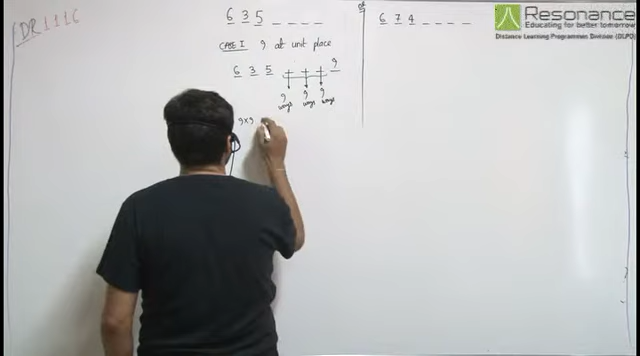 DR 1116
6 3 5 _ _ _ _
CASE I 9 at unit place
6 3 5 _ _ _ 9
9 ways 9 ways 9 ways
9×9
or
6 7 4 _ _ _ _
Resonance
Educating for better tomorrow
Distance Learning Programmes Division (DLPD)